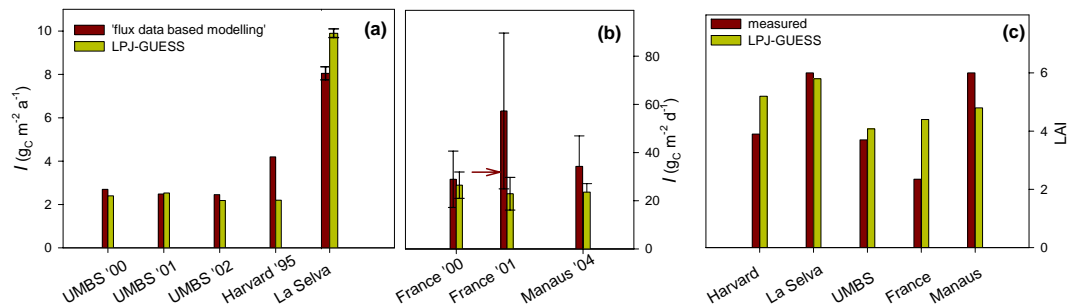 (a)
'flux data based modelling'
LPJ-GUESS
I (gC m-2 a-1)
10
8
6
4
2
0
UMBS '00
UMBS '01
UMBS '02
Harvard '95
La Selva
(b)
I (gC m-2 d-1)
80
60
40
20
0
France '00
France '01
Manaus '04
(c)
measured
LPJ-GUESS
LAI
6
4
2
0
Harvard
La Selva
UMBS
France
Manaus